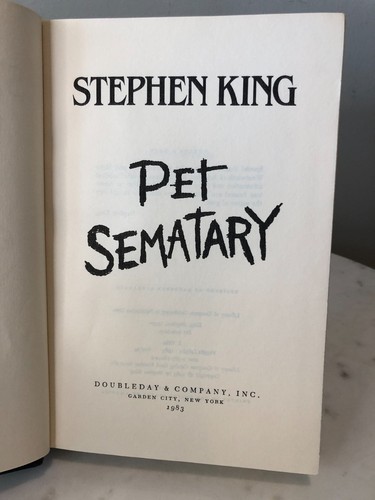 STEPHEN KING
PET
SEMATARY
DOUBLEDAY & COMPANY, INC.
GARDEN CITY, NEW YORK
1983